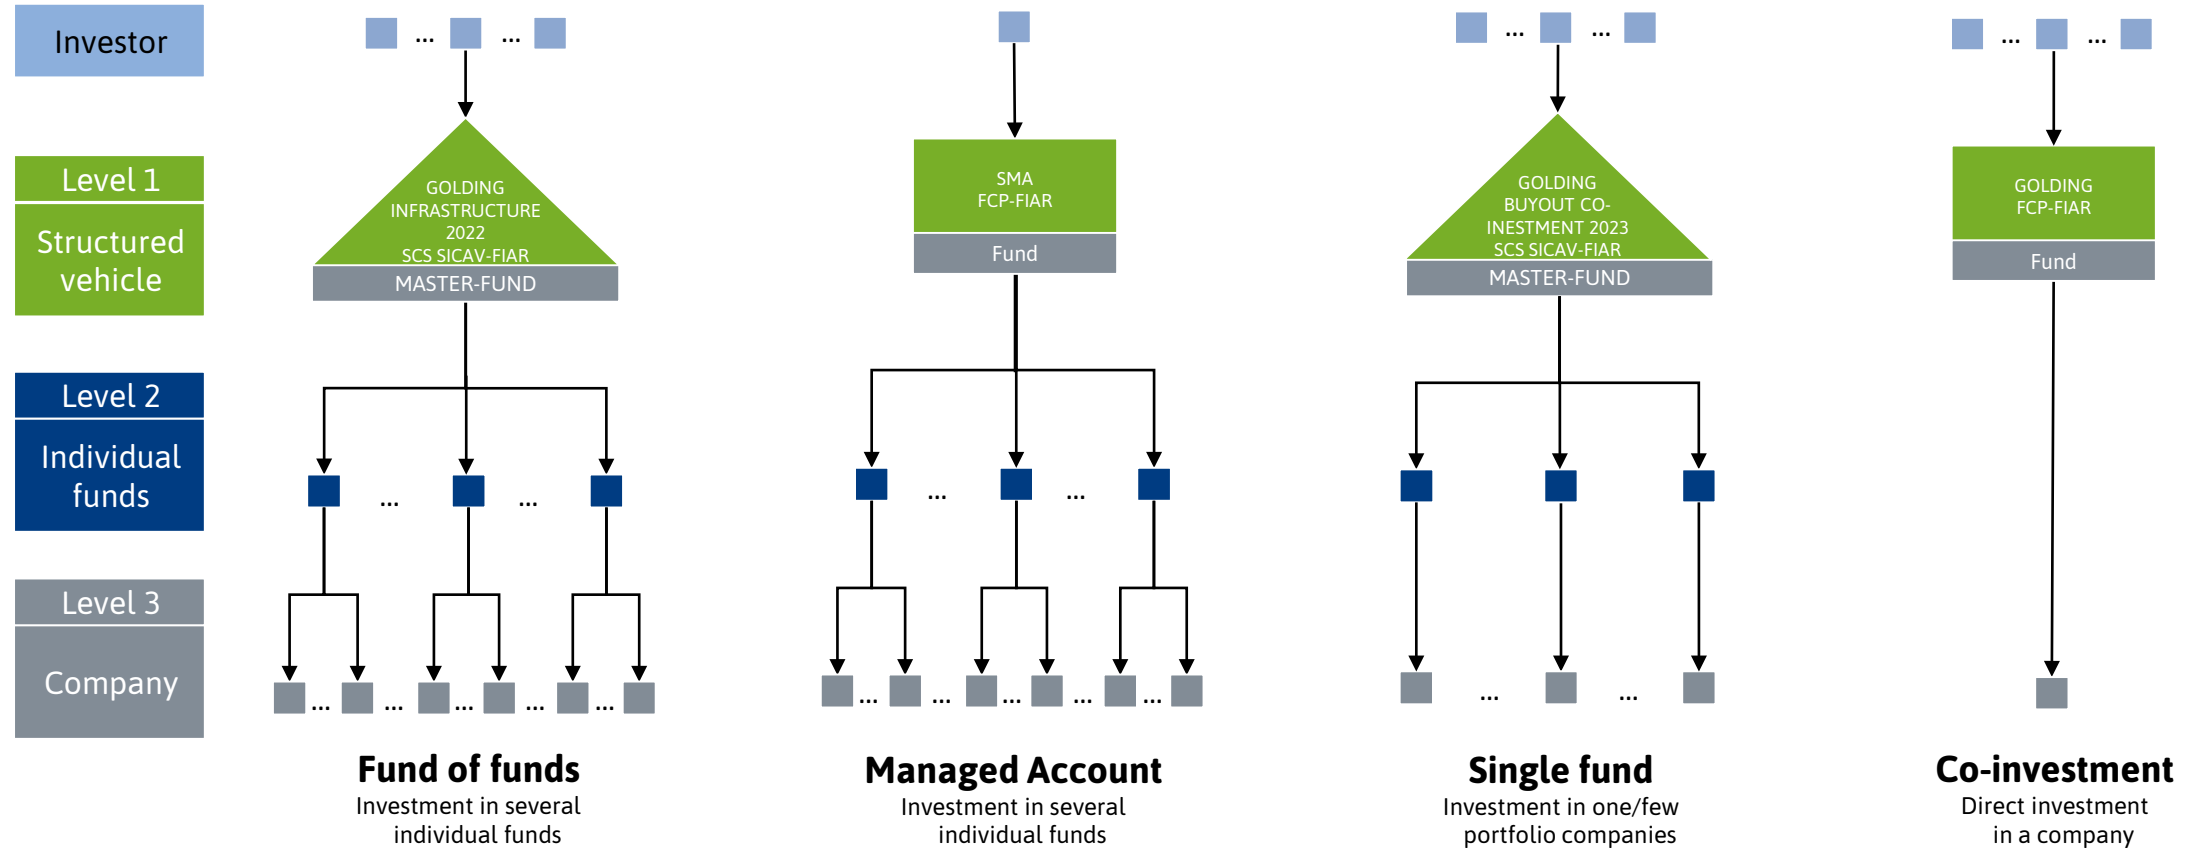 Investor
Level 1
Structured
vehicle
Level 2
Individual
funds
Level 3
Company
... ...
GOLDING
INFRASTRUCTURE
2022
SCS SICAV-FIAR
MASTER-FUND
... ...
... ... ... ... ...
Fund of funds
Investment in several
individual funds
SMA
FCP-FIAR
Fund
... ...
... ... ... ... ...
Managed Account
Investment in several
individual funds
... ...
GOLDING
BUYOUT CO-
INESTMENT 2023
SCS SICAV-FIAR
MASTER-FUND
... ...
Single fund
Investment in one/few
portfolio companies
... ...
GOLDING
FCP-FIAR
Fund
Co-investment
Direct investment
in a company